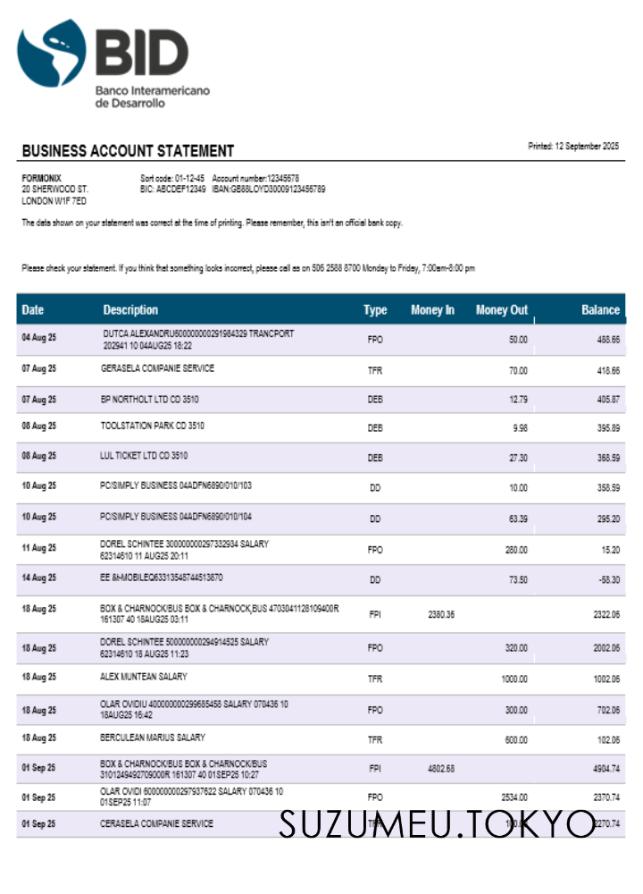 BID
Banco Interamericano
de Desarrollo
BUSINESS ACCOUNT STATEMENT
Printed: 12 September 2025
FORMONIX Sort code: 01-12-45 Account number:12345678
20 SHERWOOD ST. BIC: ABCDEF12349 IBAN:GB88LOYD30009123456789
LONDON W1F 7ED
The data shown on your statement was correct at the time of printing. Please remember, this isn't an official bank copy.
Please check your statement. If you think that something looks incorrect, please call as on 506 2588 8700 Monday to Friday, 7:00am-8:00 pm
Date Description Type Money In Money Out Balance
04 Aug 25 DUTCA ALEXANDRU600000000291984329 TRANCPORT FPO 50.00 488.66
202941 10 04AUG25 18:22
07 Aug 25 GERASELA COMPANIE SERVICE TFR 70.00 418.66
07 Aug 25 BP NORTHOLT LTD CD 3510 DEB 12.79 405.87
08 Aug 25 TOOLSTATION PARK CD 3510 DEB 9.98 395.89
08 Aug 25 LUL TICKET LTD CD 3510 DEB 27.30 368.59
10 Aug 25 PC/SIMPLY BUSINESS 04ADFN6890/010/103 DD 10.00 358.59
10 Aug 25 PC/SIMPLY BUSINESS 04ADFN6890/010/104 DD 63.39 295.20
11 Aug 25 DOREL SCHINTEE 300000000297332934 SALARY FPO 280.00 15.20
62314610 11 AUG25 20:11
14 Aug 25 EE &MOBILEQ63313548744513870 DD 73.50 -58.30
18 Aug 25 BOX & CHARNOCK/BUS BOX & CHARNOCK,BUS 4703041128109400R FPI 2380.36 2322.06
161307 40 18AUG25 03:11
18 Aug 25 DOREL SCHINTEE 500000000294914525 SALARY FPO 320.00 2002.06
62314610 18 AUG25 11:23
18 Aug 25 ALEX MUNTEAN SALARY TFR 1000.00 1002.06
18 Aug 25 OLAR OVIDIU 400000000299685458 SALARY 070436 10 FPO 300.00 702.06
18AUG25 16:42
18 Aug 25 BERCULEAN MARIUS SALARY TFR 600.00 102.06
01 Sep 25 BOX & CHARNOCK/BUS BOX & CHARNOCK/BUS FPI 4802.68 4904.74
3101249492709000R 161307 40 01SEP25 10:27
01 Sep 25 OLAR OVIDI 600000000297937622 SALARY 070436 10 FPO 2534.00 2370.74
01SEP25 11:07
01 Sep 25 CERASELA COMPANIE SERVICE 2270.74
SUZUMEU.TOKYO